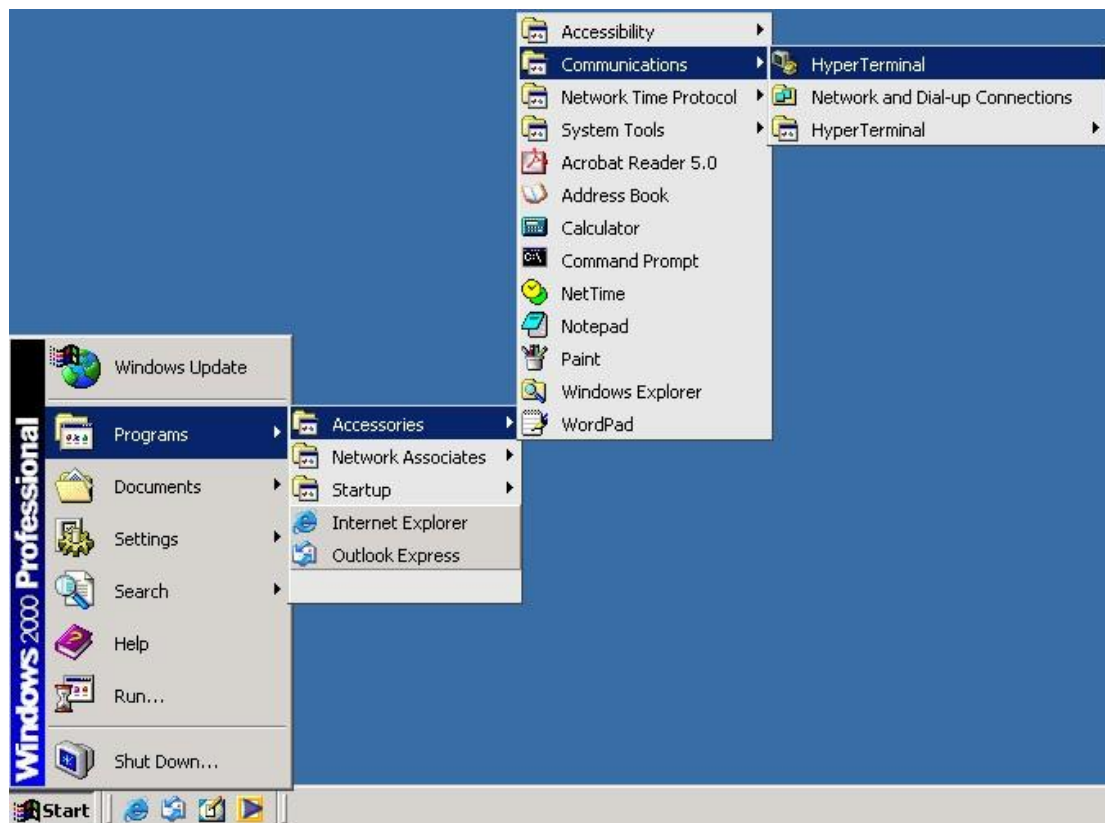 Accessibility
Communications
Network Time Protocol
System Tools
Acrobat Reader 5.0
Address Book
Calculator
Command Prompt
NetTime
Notepad
Paint
Windows Explorer
WordPad
HyperTerminal
Network and Dial-up Connections
HyperTerminal
Windows Update
Programs
Documents
Settings
Search
Help
Run...
Shut Down...
Accessories
Network Associates
Startup
Internet Explorer
Outlook Express
Windows 2000 Professional
Start